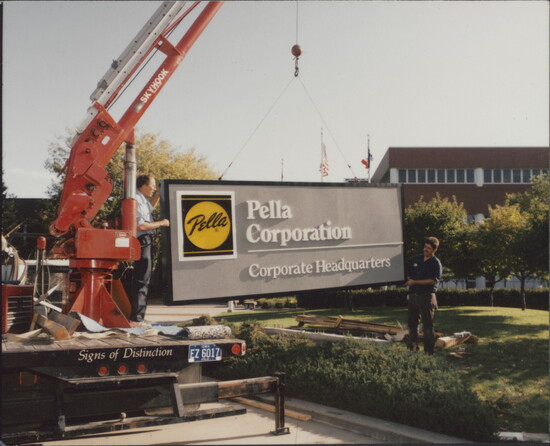 SKYHOOK
Pella
Pella
Corporation
Corporate Headquarters
Signs of Distinction
EZ 6017